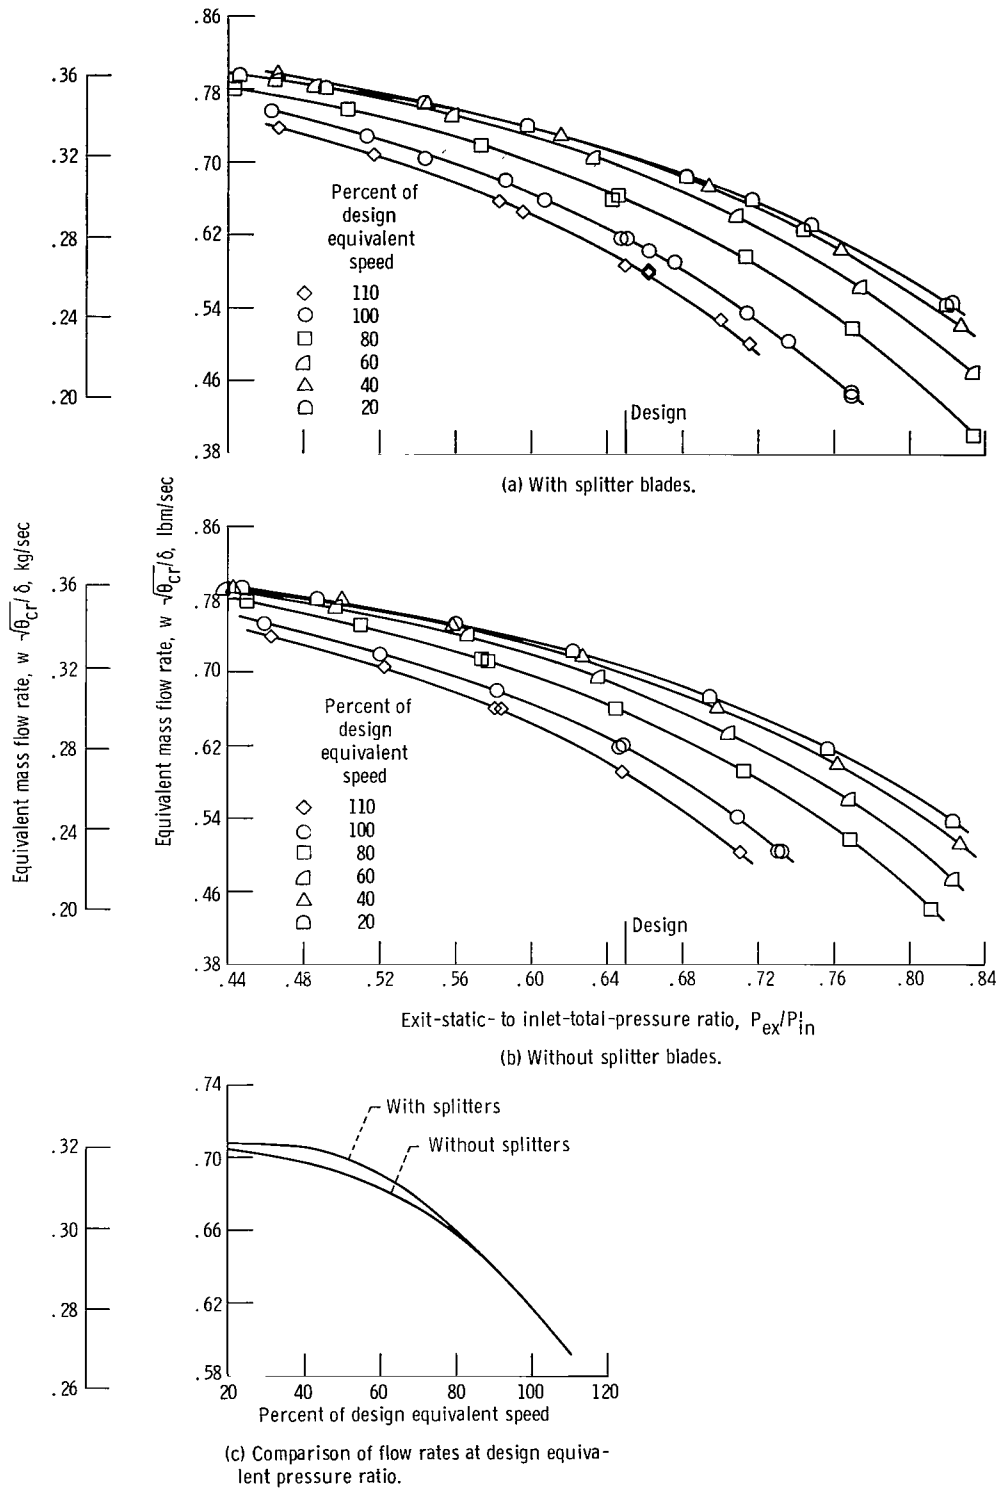 .86
.78
.70
.62
.54
.46
.38
.36
.32
.28
.24
.20
Percent of
design
equivalent
speed
110
100
80
60
40
20
Design
(a) With splitter blades.
Equivalent mass flow rate, w √θcr/δ, kg/sec
Equivalent mass flow rate, w √θcr/δ, lbm/sec
.86
.78
.70
.62
.54
.46
.38
.36
.32
.28
.24
.20
Percent of
design
equivalent
speed
110
100
80
60
40
20
Design
.44 .48 .52 .56 .60 .64 .68 .72 .76 .80 .84
Exit-static- to inlet-total-pressure ratio, Pex/P'in
(b) Without splitter blades.
.74
.70
.66
.62
.58
.32
.30
.28
.26
With splitters
Without splitters
20 40 60 80 100 120
Percent of design equivalent speed
(c) Comparison of flow rates at design equiva-
lent pressure ratio.